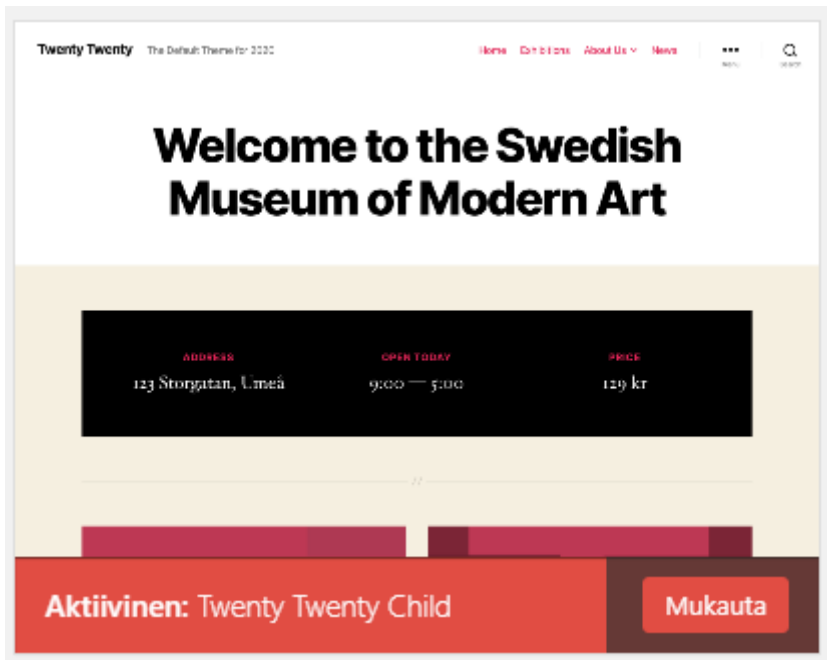 Twenty Twenty The Default Theme for 2020 Home Exhibitions About Us News
Menu Search
Welcome to the Swedish
Museum of Modern Art
ADDRESS OPEN TODAY PRICE
123 Storgatan, Umeå 9:00 — 5:00 129 kr
//
Aktiivinen: Twenty Twenty Child Mukauta